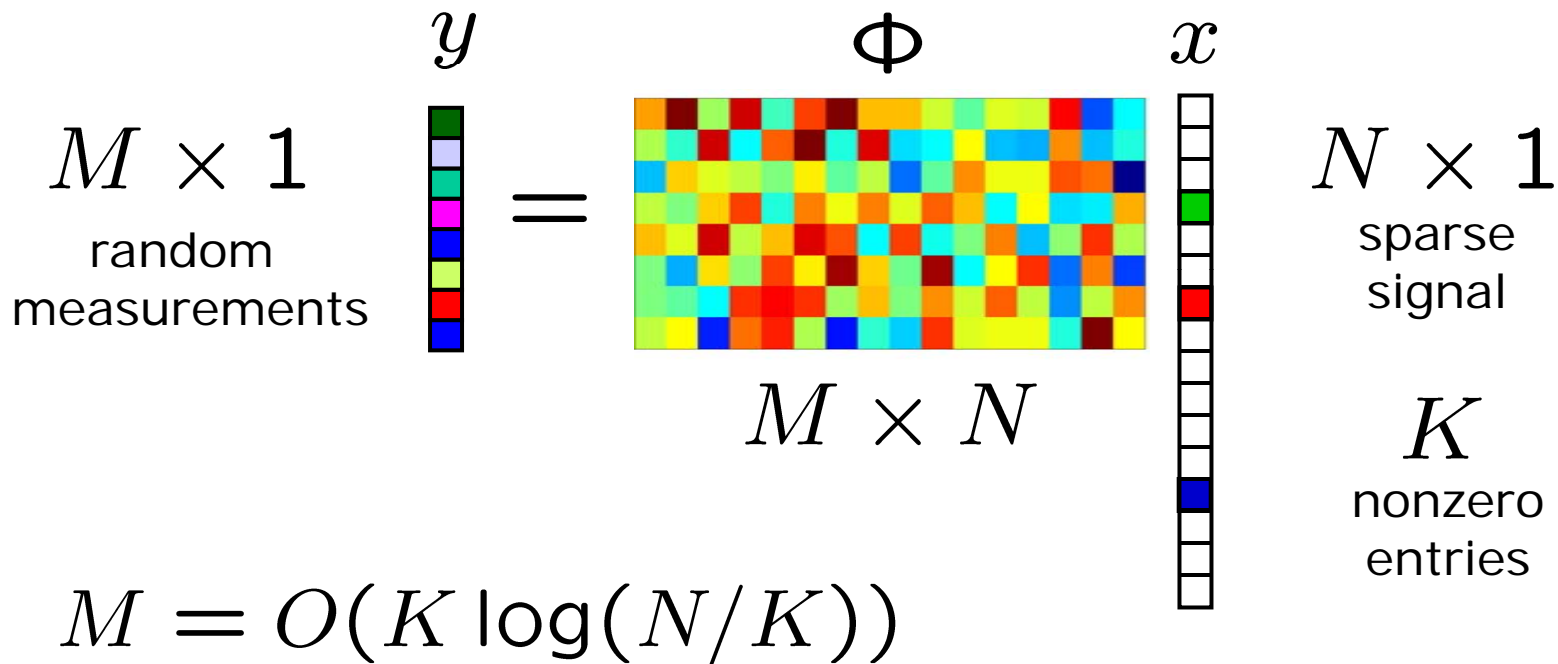 y
Φ
x
M × 1
random
measurements
=
M × N
N × 1
sparse
signal
K
nonzero
entries
M = O(K log(N/K))